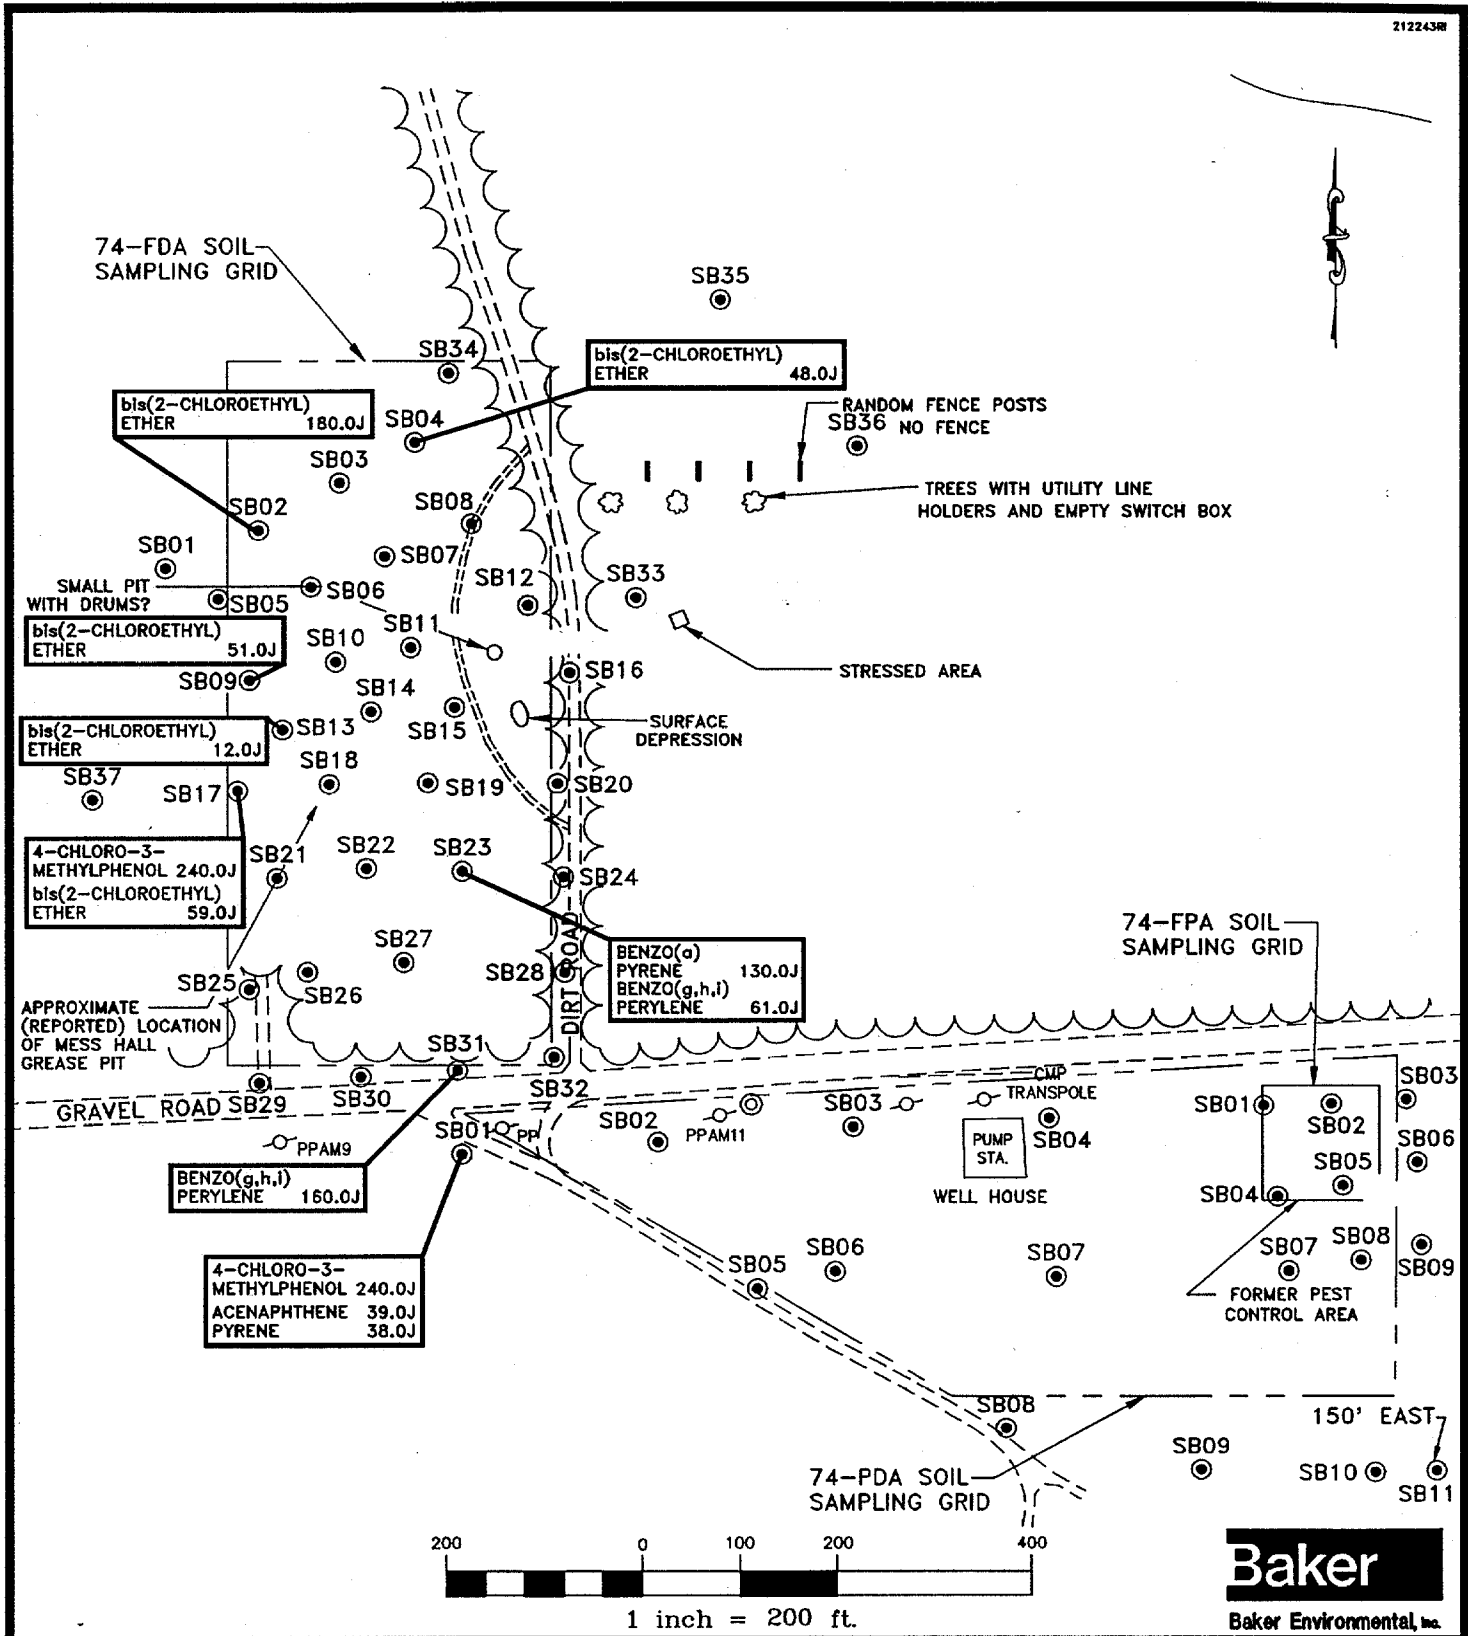 212243RI
74-FDA SOIL
SAMPLING GRID
SB35
SB34
bis(2-CHLOROETHYL)
ETHER 48.0J
bis(2-CHLOROETHYL)
ETHER 180.0J
SB04
RANDOM FENCE POSTS
NO FENCE
SB36
SB03
TREES WITH UTILITY LINE
HOLDERS AND EMPTY SWITCH BOX
SB02
SB08
SB01
SB07
SMALL PIT
WITH DRUMS?
SB06
SB05
SB12
SB33
bis(2-CHLOROETHYL)
ETHER 51.0J
SB10
SB11
SB09
SB16
STRESSED AREA
SB14
SB15
SURFACE
DEPRESSION
bis(2-CHLOROETHYL)
ETHER 12.0J
SB13
SB37
SB17
SB18
SB19
SB20
4-CHLORO-3-
METHYLPHENOL 240.0J
bis(2-CHLOROETHYL)
ETHER 59.0J
SB21
SB22
SB23
SB24
DIRT ROAD
BENZO(a)
PYRENE 130.0J
BENZO(g,h,i)
PERYLENE 61.0J
74-FPA SOIL
SAMPLING GRID
SB25
SB26
SB27
SB28
APPROXIMATE
(REPORTED) LOCATION
OF MESS HALL
GREASE PIT
SB31
SB32
GRAVEL ROAD
SB29
SB30
CMP
TRANSPOLE
SB03
SB01
SB02
SB02
PPAM11
SB03
SB04
PPAM9
SB01
PP
PUMP
STA.
WELL HOUSE
SB06
SB05
SB04
BENZO(g,h,i)
PERYLENE 160.0J
4-CHLORO-3-
METHYLPHENOL 240.0J
ACENAPHTHENE 39.0J
PYRENE 38.0J
SB05
SB06
SB07
SB07
SB08
SB09
FORMER PEST
CONTROL AREA
SB08
150' EAST
SB09
SB10
SB11
74-PDA SOIL
SAMPLING GRID
200 0 100 200 400
1 inch = 200 ft.
Baker
Baker Environmental, Inc.